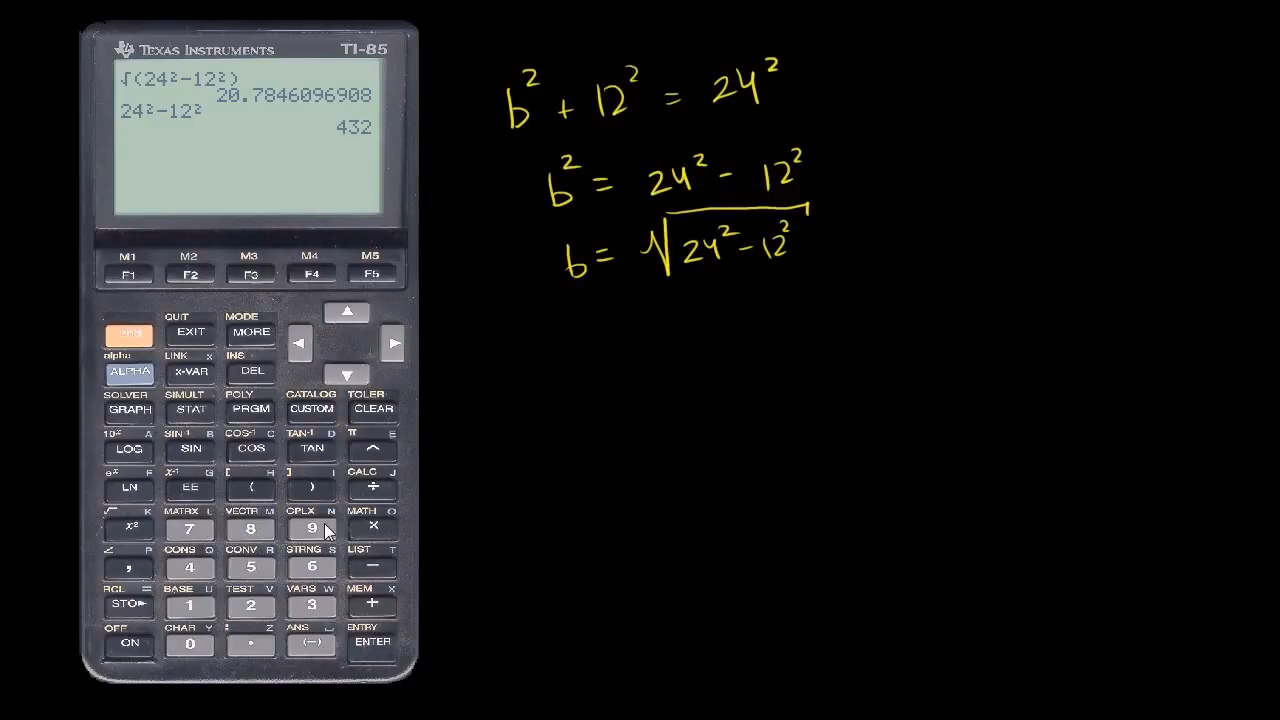 TEXAS INSTRUMENTS TI-85
√(24²-12²)
20.7846096908
24²-12²
432
b² + 12² = 24²
b² = 24² - 12²
b = √24² - 12²
M1 M2 M3 M4 M5
F1 F2 F3 F4 F5
QUIT MODE
2nd EXIT MORE
alpha LINK x INS
ALPHA x-VAR DEL
SOLVER SIMULT POLY CATALOG TOLER
GRAPH STAT PRGM CUSTOM CLEAR
10ˣ A SIN⁻¹ B COS⁻¹ C TAN⁻¹ D π E
LOG SIN COS TAN ^
eˣ F x⁻¹ G [ H ] I CALC J
LN EE ( ) ÷
√ K MATRX L VECTR M CPLX N MATH O
x² 7 8 9 ×
∠ P CONS Q CONV R STRNG S LIST T
, 4 5 6 −
RCL = BASE U TEST V VARS W MEM X
STO▶ 1 2 3 +
OFF CHAR Y : Z ANS ␣ ENTRY
ON 0 . (−) ENTER